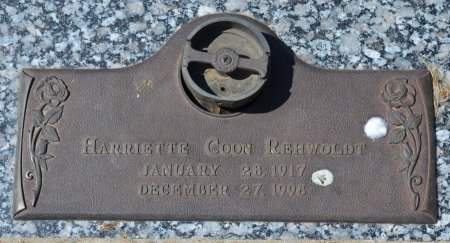 HARRIETTE COON REHWOLDT
JANUARY 28, 1917
DECEMBER 27, 1998